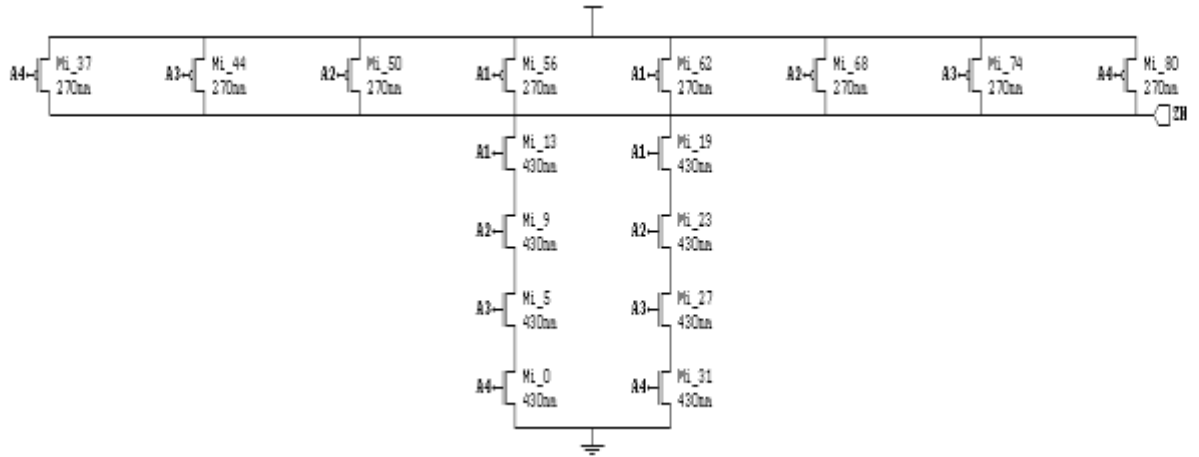 A4 Mi_37 270nm
A3 Mi_44 270nm
A2 Mi_50 270nm
A1 Mi_56 270nm
A1 Mi_62 270nm
A2 Mi_68 270nm
A3 Mi_74 270nm
A4 Mi_80 270nm
ZN
A1 Mi_13 430nm
A1 Mi_19 430nm
A2 Mi_9 430nm
A2 Mi_23 430nm
A3 Mi_5 430nm
A3 Mi_27 430nm
A4 Mi_0 430nm
A4 Mi_31 430nm